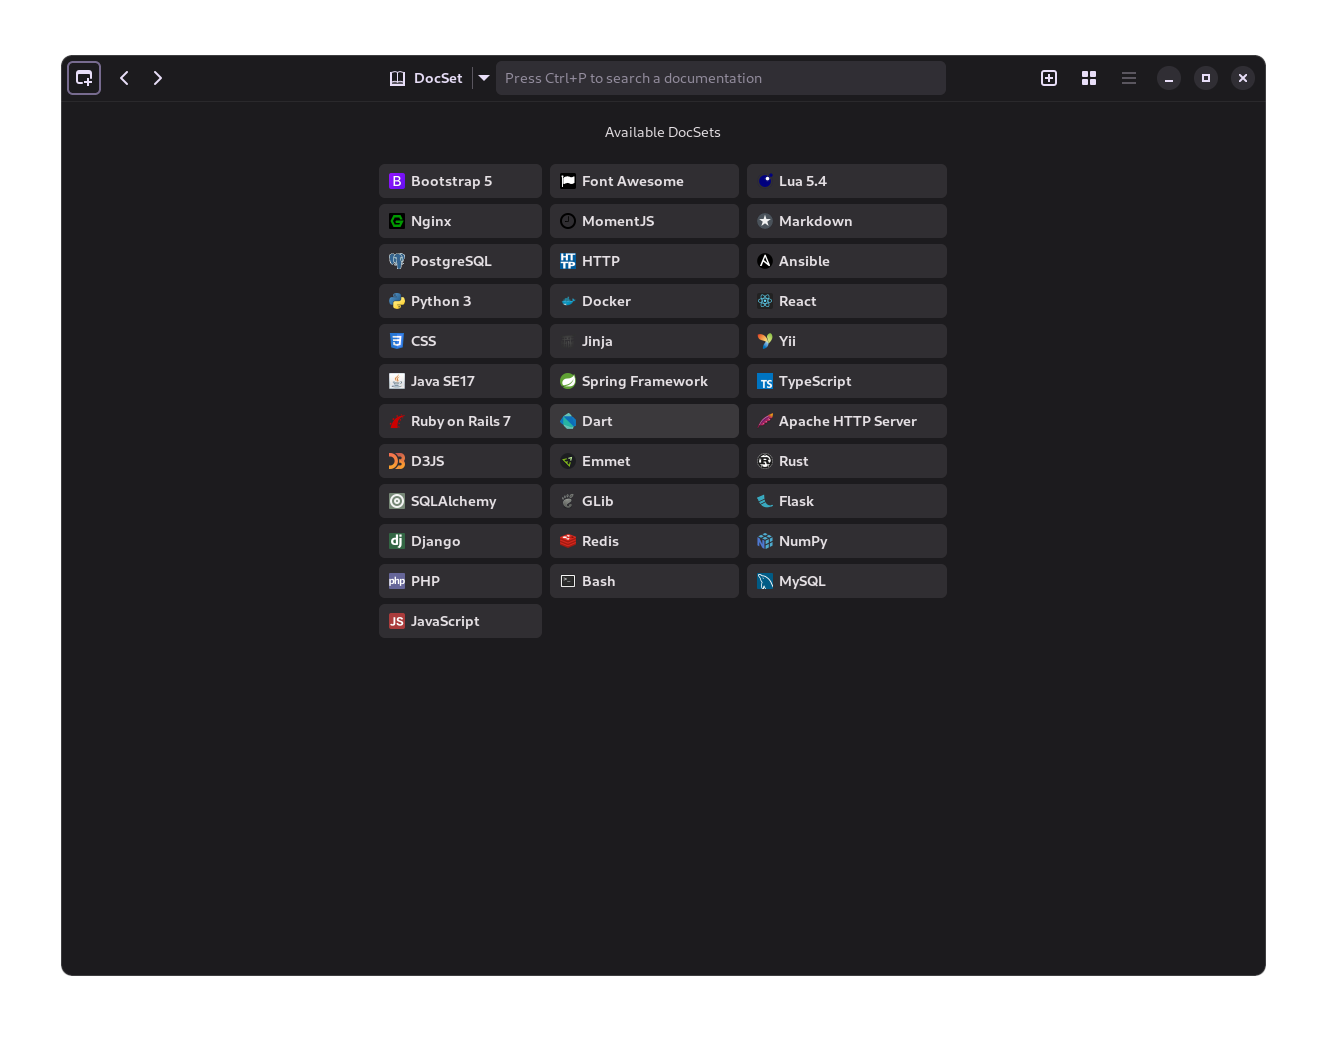 DocSet Press Ctrl+P to search a documentation
Available DocSets
Bootstrap 5 Font Awesome Lua 5.4
Nginx MomentJS Markdown
PostgreSQL HTTP Ansible
Python 3 Docker React
CSS Jinja Yii
Java SE17 Spring Framework TypeScript
Ruby on Rails 7 Dart Apache HTTP Server
D3JS Emmet Rust
SQLAlchemy GLib Flask
Django Redis NumPy
PHP Bash MySQL
JavaScript